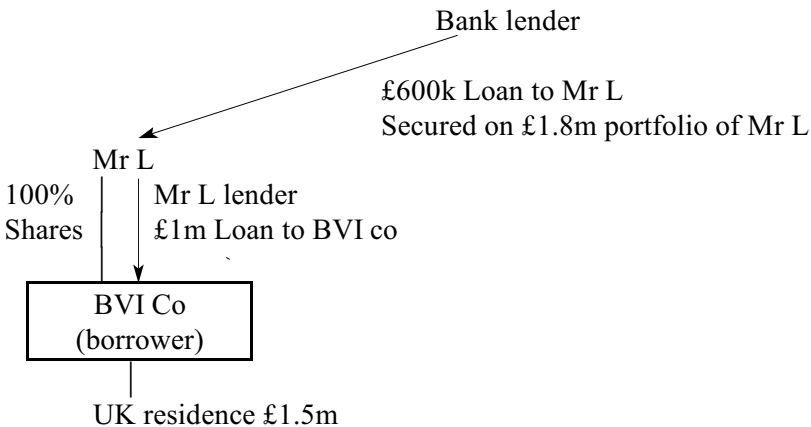 Bank lender
£600k Loan to Mr L
Secured on £1.8m portfolio of Mr L
Mr L
100%
Shares
Mr L lender
£1m Loan to BVI co
BVI Co
(borrower)
UK residence £1.5m